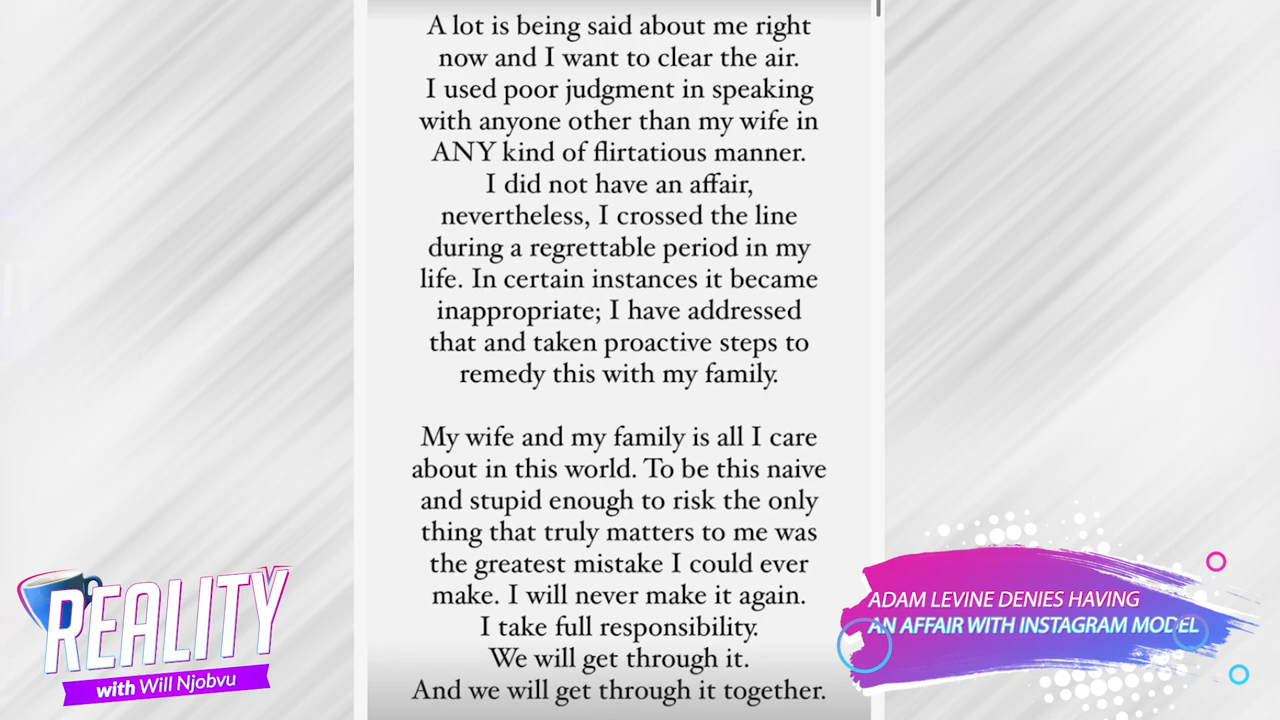 A lot is being said about me right
now and I want to clear the air.
I used poor judgment in speaking
with anyone other than my wife in
ANY kind of flirtatious manner.
I did not have an affair,
nevertheless, I crossed the line
during a regrettable period in my
life. In certain instances it became
inappropriate; I have addressed
that and taken proactive steps to
remedy this with my family.
My wife and my family is all I care
about in this world. To be this naive
and stupid enough to risk the only
thing that truly matters to me was
the greatest mistake I could ever
make. I will never make it again.
I take full responsibility.
We will get through it.
And we will get through it together.
REALITY
with Will Njobvu
ADAM LEVINE DENIES HAVING
AN AFFAIR WITH INSTAGRAM MODEL